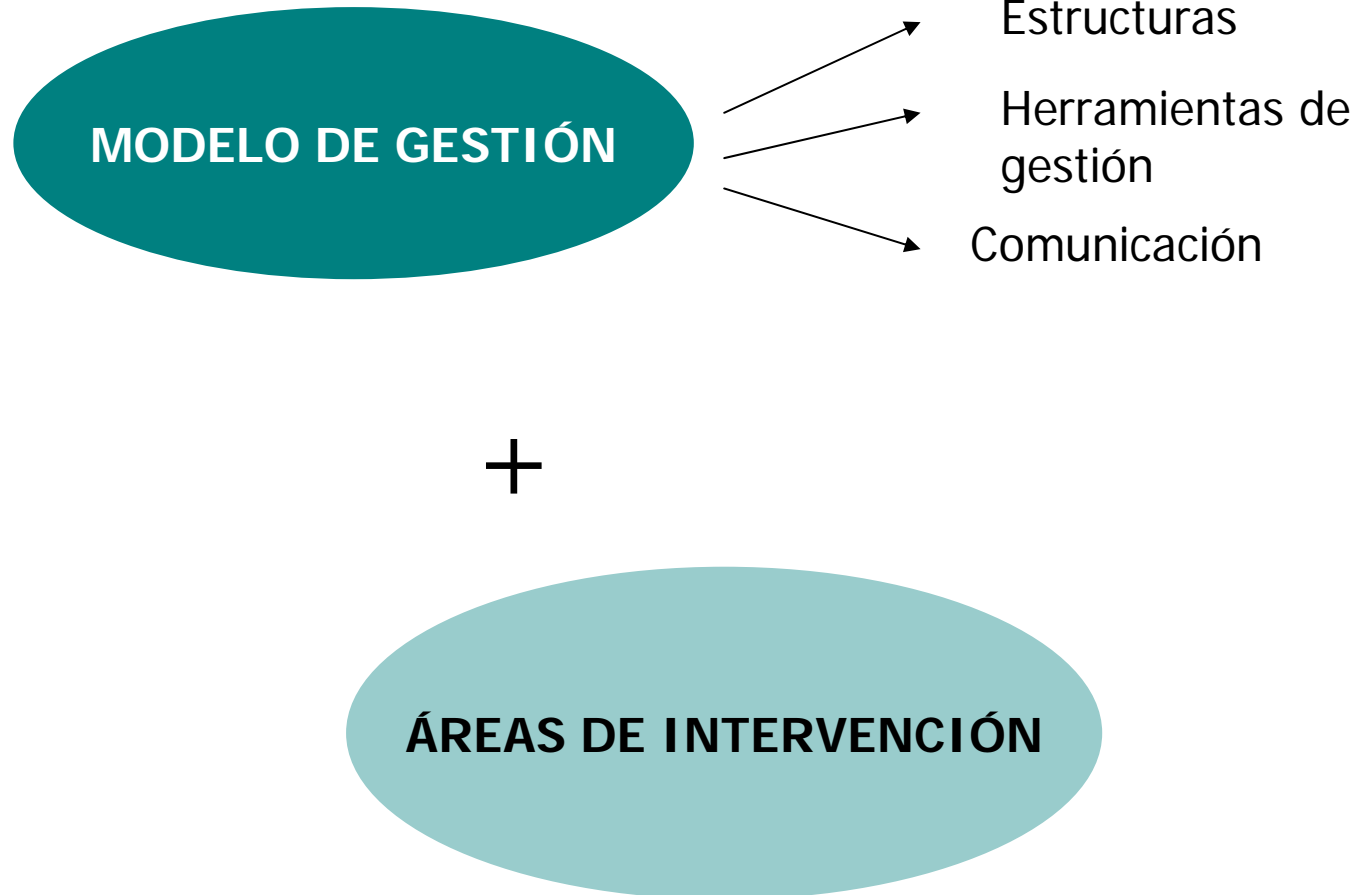 Estructuras
MODELO DE GESTIÓN
Herramientas de
gestión
Comunicación
+
ÁREAS DE INTERVENCIÓN